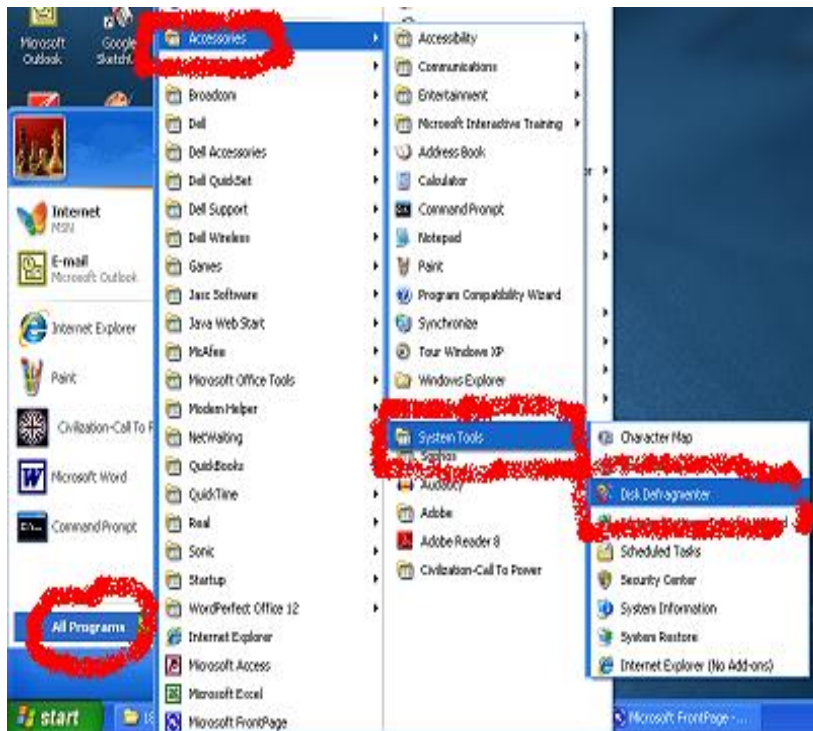 Microsoft
Outlook
Google
Internet
MSN
E-mail
Microsoft Outlook
Internet Explorer
Paint
Civilization-Call To P
Microsoft Word
Command Prompt
All Programs
start
Accessories
Broadcom
Dell
Dell Accessories
Dell QuickSet
Dell Support
Dell Wireless
Games
Jasc Software
Java Web Start
McAfee
Microsoft Office Tools
Modem Helper
NetWaiting
QuickBooks
QuickTime
Real
Sonic
Startup
WordPerfect Office 12
Internet Explorer
Microsoft Access
Microsoft Excel
Microsoft FrontPage
Accessibility
Communications
Entertainment
Microsoft Interactive Training
Address Book
Calculator
Command Prompt
Notepad
Paint
Program Compatibility Wizard
Synchronize
Tour Windows XP
Windows Explorer
System Tools
Sophos
Audacity
Adobe
Adobe Reader 8
Civilization-Call To Power
Character Map
Disk Defragmenter
Scheduled Tasks
Security Center
System Information
System Restore
Internet Explorer (No Add-ons)
Microsoft FrontPage - ...